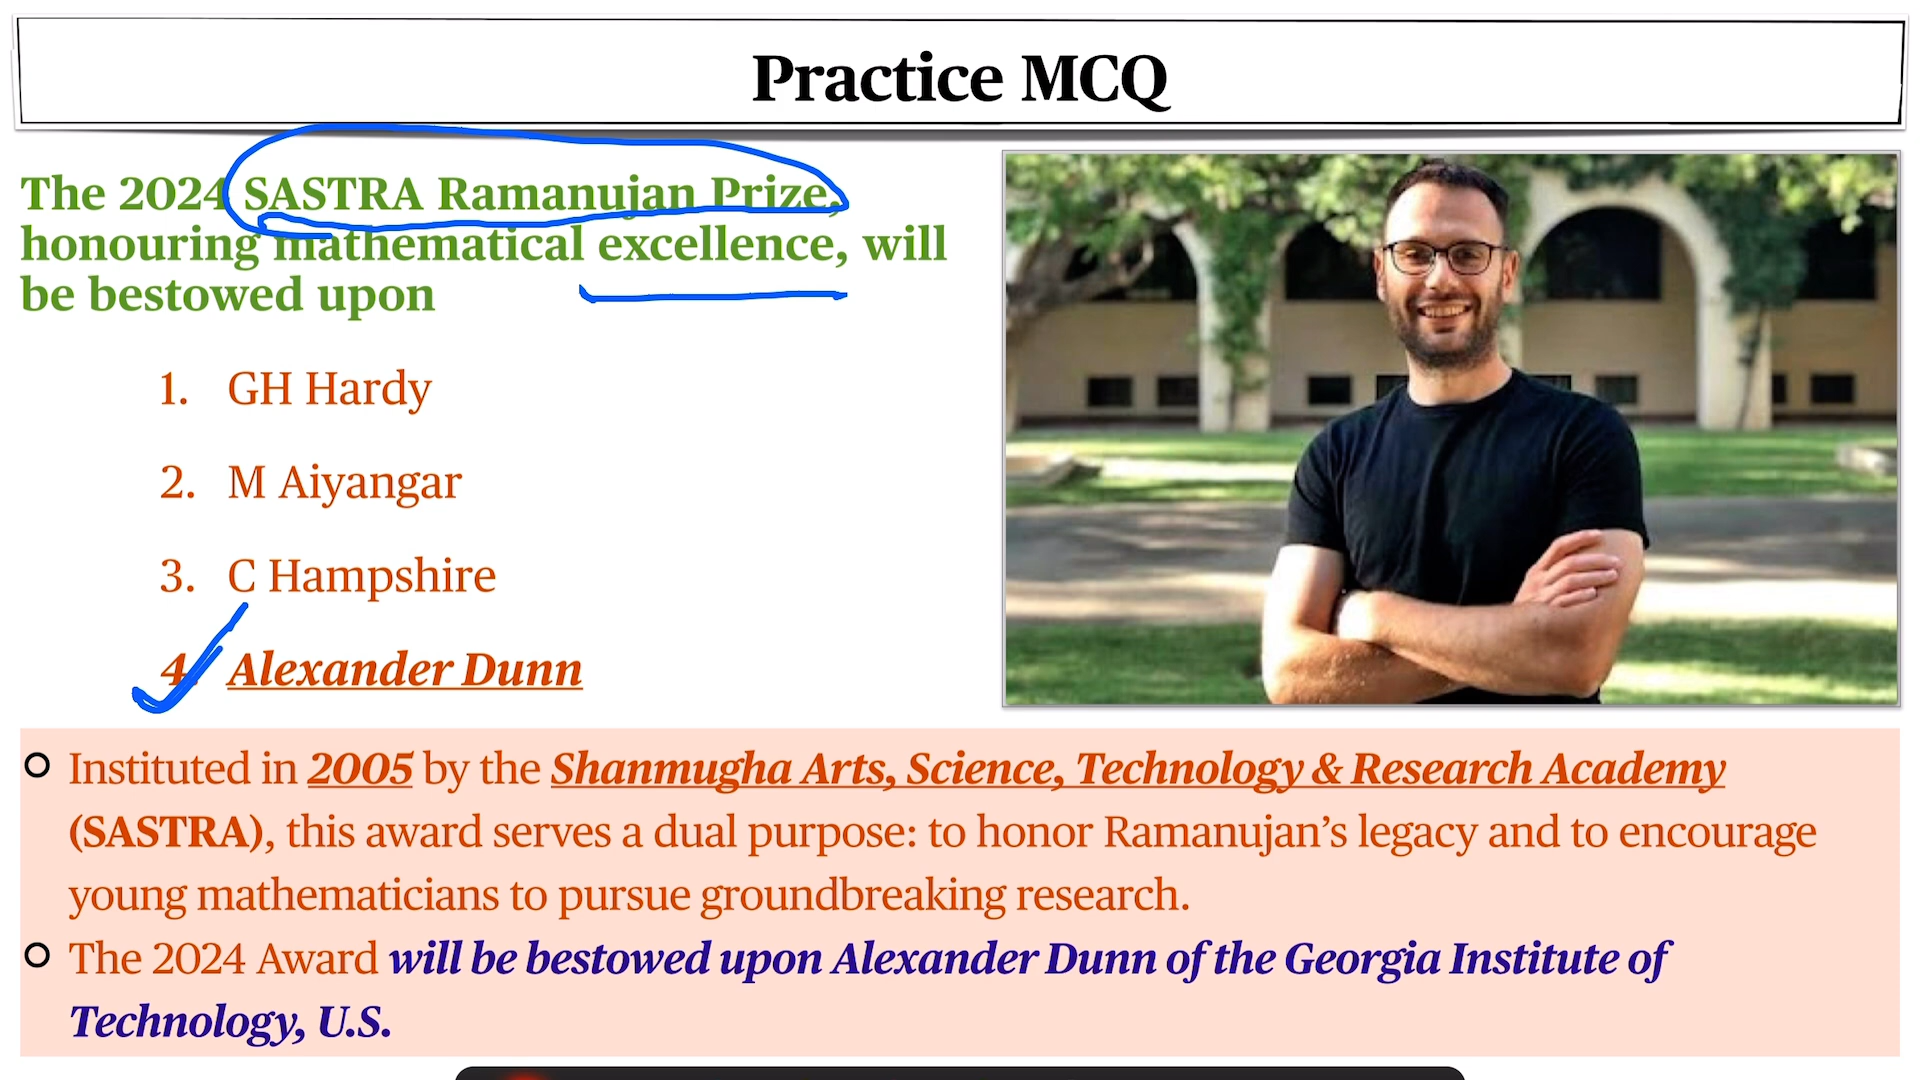 Practice MCQ
The 2024 SASTRA Ramanujan Prize,
honouring mathematical excellence, will
be bestowed upon
1. GH Hardy
2. M Aiyangar
3. C Hampshire
4. Alexander Dunn
Instituted in 2005 by the Shanmugha Arts, Science, Technology & Research Academy
(SASTRA), this award serves a dual purpose: to honor Ramanujan’s legacy and to encourage
young mathematicians to pursue groundbreaking research.
The 2024 Award will be bestowed upon Alexander Dunn of the Georgia Institute of
Technology, U.S.